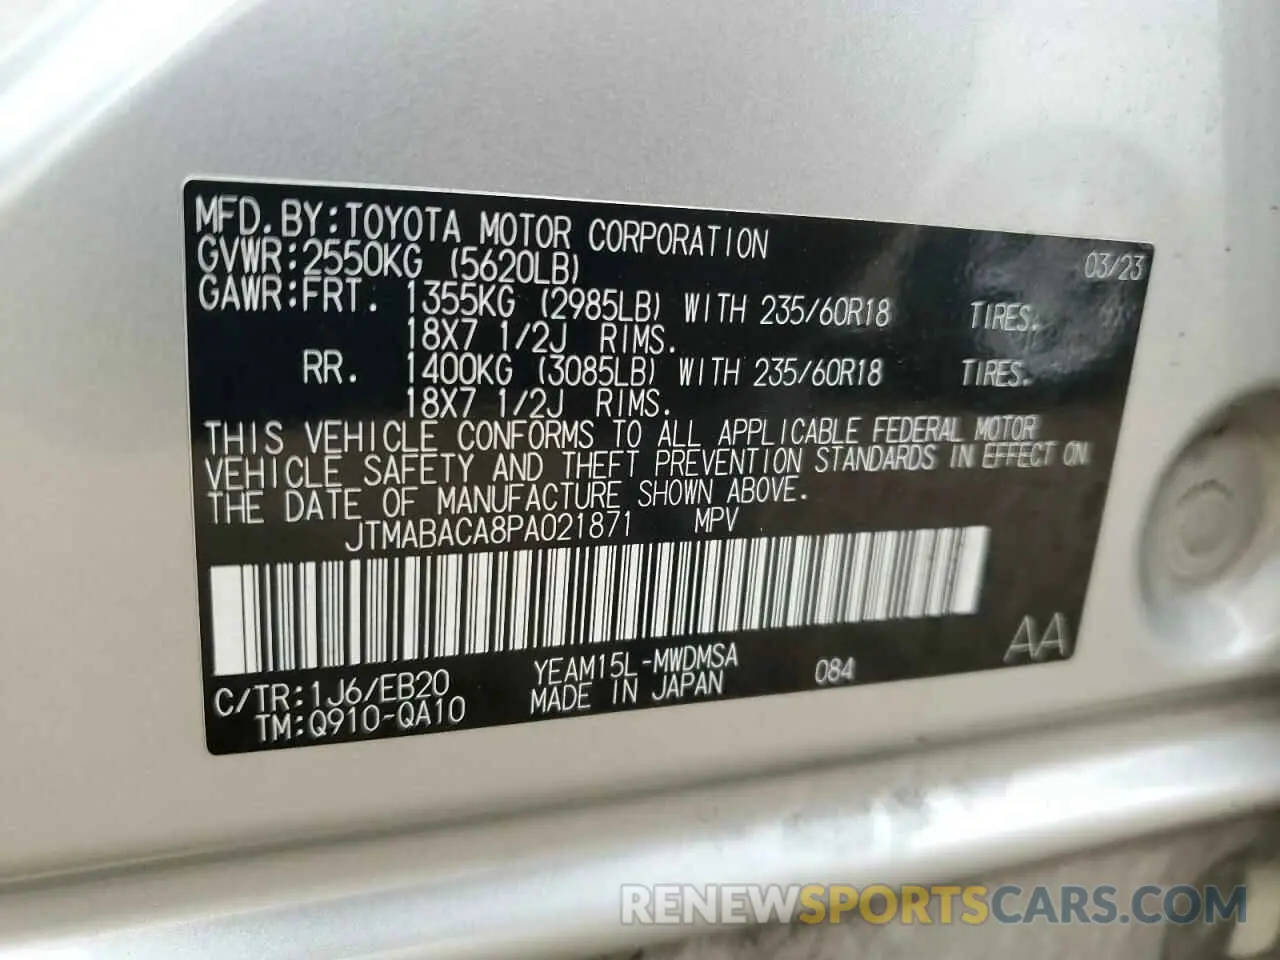 MFD.BY:TOYOTA MOTOR CORPORATION 03/23
GVWR:2550KG (5620LB)
GAWR:FRT. 1355KG (2985LB) WITH 235/60R18 TIRES.
18X7 1/2J RIMS.
RR. 1400KG (3085LB) WITH 235/60R18 TIRES.
18X7 1/2J RIMS.
THIS VEHICLE CONFORMS TO ALL APPLICABLE FEDERAL MOTOR
VEHICLE SAFETY AND THEFT PREVENTION STANDARDS IN EFFECT ON
THE DATE OF MANUFACTURE SHOWN ABOVE.
JTMABACA8PA021871 MPV
AA
C/TR:1J6/EB20 YEAM15L-MWDMSA 084
TM:Q910-QA10 MADE IN JAPAN
RENEWSPORTSCARS.COM